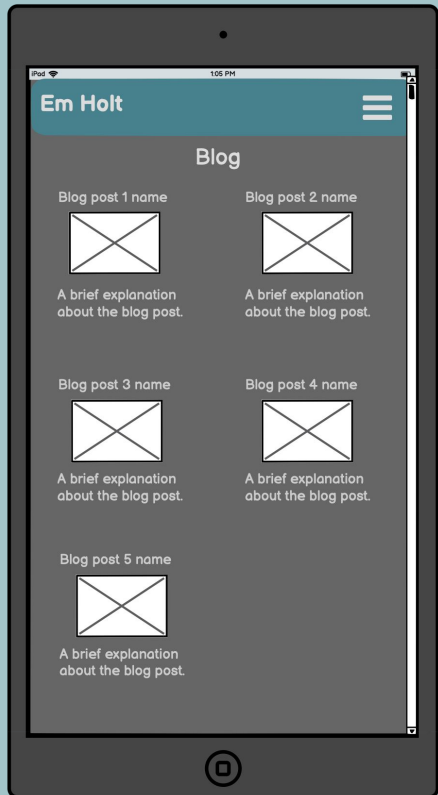 iPad 1:05 PM
Em Holt
Blog
Blog post 1 name
A brief explanation
about the blog post.
Blog post 2 name
A brief explanation
about the blog post.
Blog post 3 name
A brief explanation
about the blog post.
Blog post 4 name
A brief explanation
about the blog post.
Blog post 5 name
A brief explanation
about the blog post.